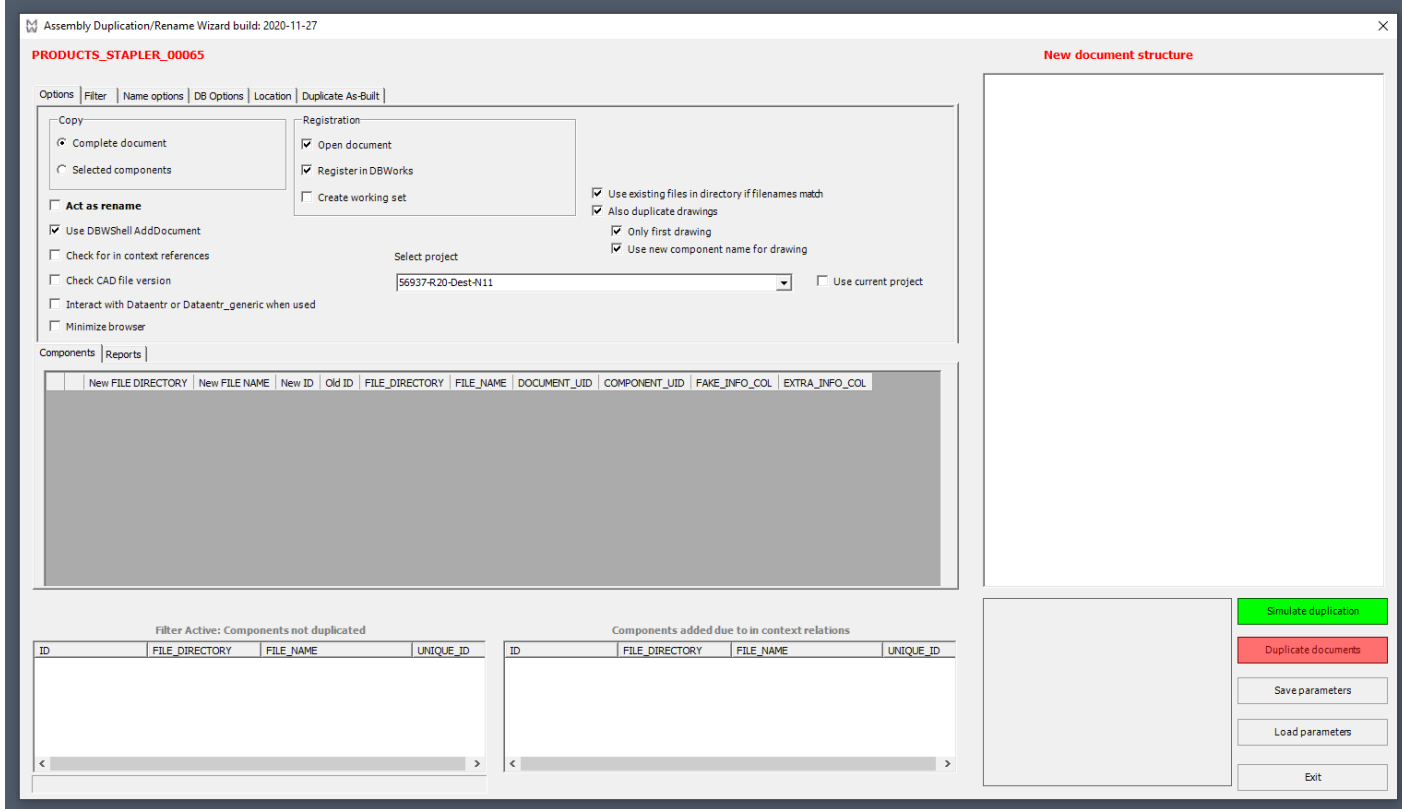 Assembly Duplication/Rename Wizard build: 2020-11-27
PRODUCTS_STAPLER_00065
New document structure
Options Filter Name options DB Options Location Duplicate As-Built
Copy
Complete document
Selected components
Registration
Open document
Register in DBWorks
Create working set
Act as rename
Use DBWShell AddDocument
Check for in context references
Check CAD file version
Interact with Dataentr or Dataentr_generic when used
Minimize browser
Use existing files in directory if filenames match
Also duplicate drawings
Only first drawing
Use new component name for drawing
Select project
56937-R20-Dest-N11
Use current project
Components Reports
New FILE DIRECTORY New FILE NAME New ID Old ID FILE_DIRECTORY FILE_NAME DOCUMENT_UID COMPONENT_UID FAKE_INFO_COL EXTRA_INFO_COL
Filter Active: Components not duplicated
ID FILE_DIRECTORY FILE_NAME UNIQUE_ID
Components added due to in context relations
ID FILE_DIRECTORY FILE_NAME UNIQUE_ID
Simulate duplication
Duplicate documents
Save parameters
Load parameters
Exit